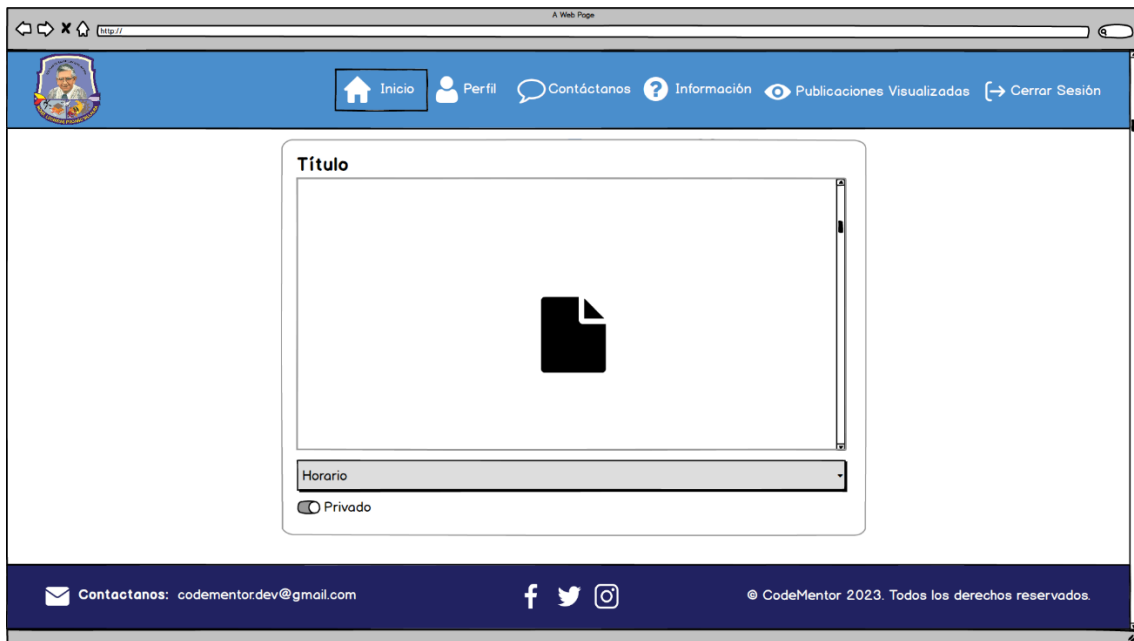 A Web Page
http://
Inicio Perfil Contáctanos ? Información Publicaciones Visualizadas Cerrar Sesión
Título
Horario
Privado
Contactanos: codementor.dev@gmail.com © CodeMentor 2023. Todos los derechos reservados.